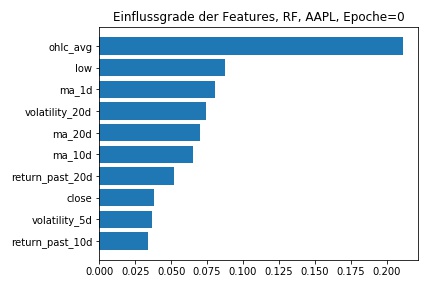 Einflussgrade der Features, RF, AAPL, Epoche=0
ohlc_avg
low
ma_1d
volatility_20d
ma_20d
ma_10d
return_past_20d
close
volatility_5d
return_past_10d
0.000 0.025 0.050 0.075 0.100 0.125 0.150 0.175 0.200